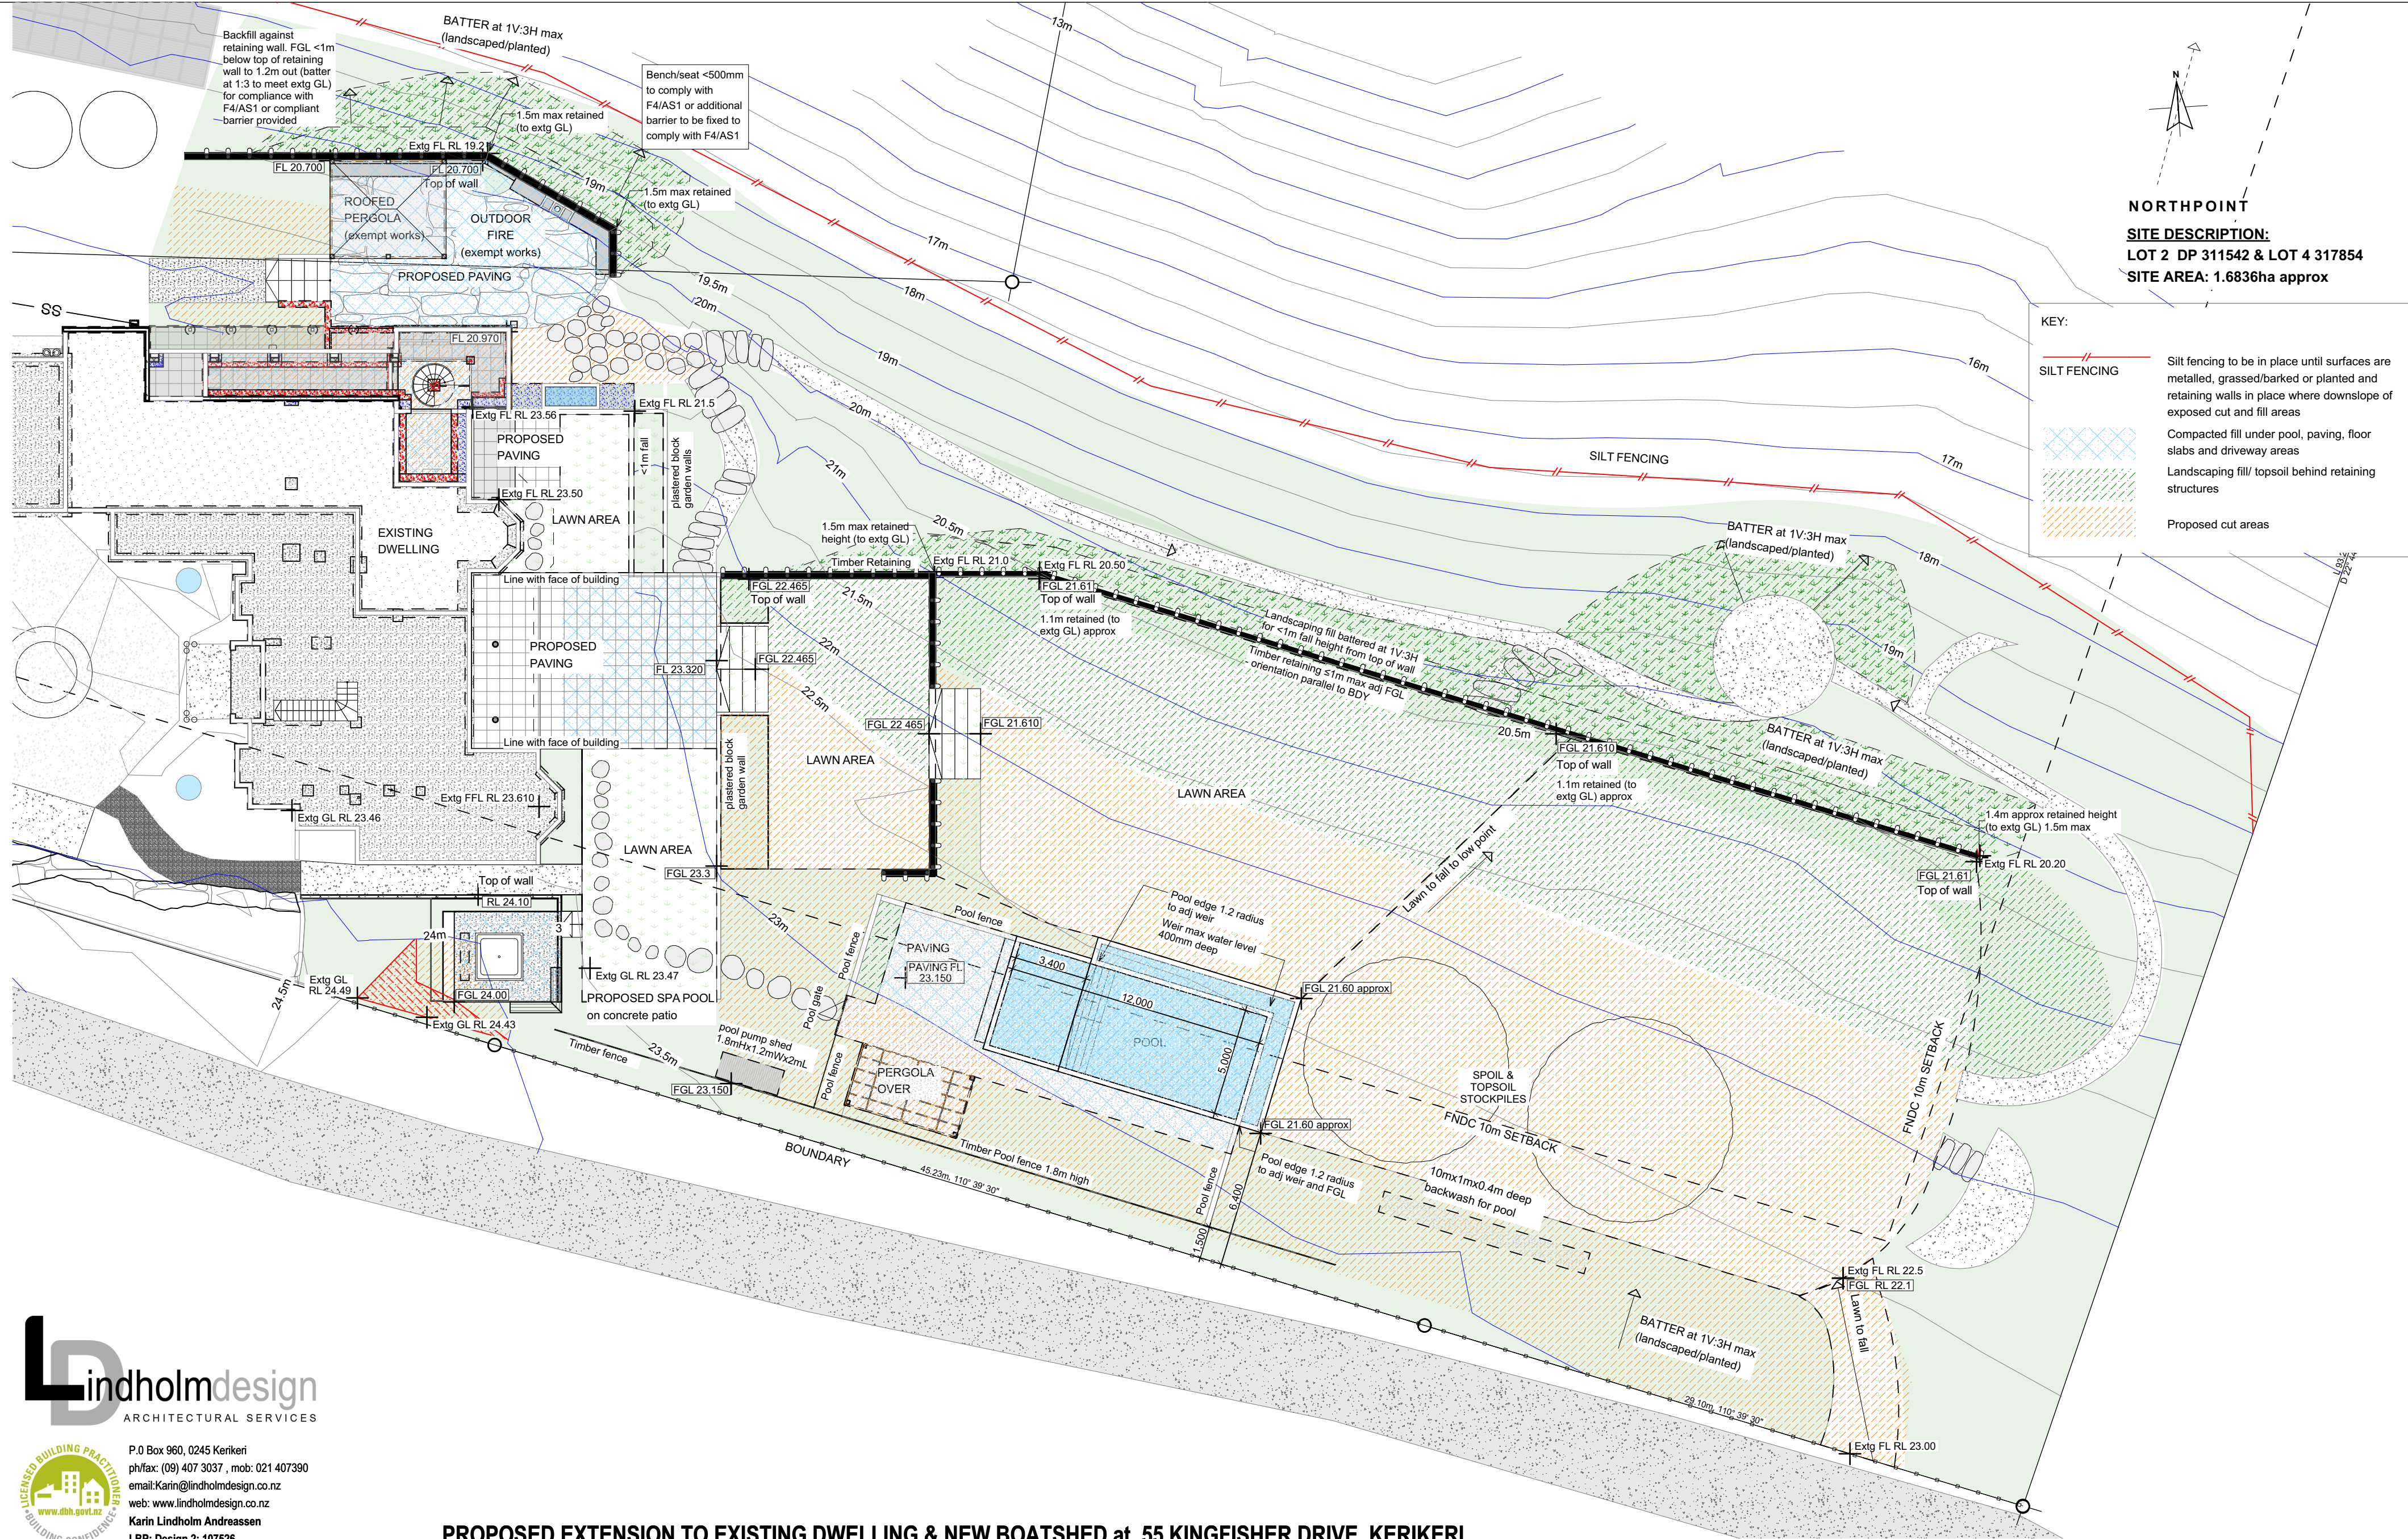 Backfill against
retaining wall. FGL <1m
below top of retaining
wall to 1.2m out (batter
at 1:3 to meet extg GL)
for compliance with
F4/AS1 or compliant
barrier provided
BATTER at 1V:3H max
(landscaped/planted)
Bench/seat <500mm
to comply with
F4/AS1 or additional
barrier to be fixed to
comply with F4/AS1
1.5m max retained
(to extg GL)
Extg FL RL 19.2
FL 20.700
FL 20.700
Top of wall
19m
1.5m max retained
(to extg GL)
ROOFED
PERGOLA
(exempt works)
OUTDOOR
FIRE
(exempt works)
PROPOSED PAVING
13m
17m
18m
19.5m
20m
19m
20m
21m
16m
17m
SILT FENCING
N
NORTHPOINT
SITE DESCRIPTION:
LOT 2 DP 311542 & LOT 4 317854
SITE AREA: 1.6836ha approx
KEY:
SILT FENCING
Silt fencing to be in place until surfaces are
metalled, grassed/barked or planted and
retaining walls in place where downslope of
exposed cut and fill areas
Compacted fill under pool, paving, floor
slabs and driveway areas
Landscaping fill/ topsoil behind retaining
structures
Proposed cut areas
SS
FL 20.970
Extg FL RL 23.56
Extg FL RL 21.5
PROPOSED
PAVING
<1m fall
plastered block
garden walls
Extg FL RL 23.50
LAWN AREA
EXISTING
DWELLING
1.5m max retained
height (to extg GL)
20.5m
Timber Retaining
Extg FL RL 21.0
Extg FL RL 20.50
Line with face of building
FGL 22.465
Top of wall
21.5m
FGL 21.61
Top of wall
1.1m retained (to
extg GL) approx
22m
PROPOSED
PAVING
FL 23.320
FGL 22.465
22.5m
Landscaping fill battered at 1V:3H
for <1m fall height from top of wall
Timber retaining ≤1m max adj FGL
- orientation parallel to BDY
BATTER at 1V:3H max
(landscaped/planted)
18m
19m
FGL 22 465
FGL 21.610
Line with face of building
LAWN AREA
plastered block
garden wall
20.5m
FGL 21.610
Top of wall
1.1m retained (to
extg GL) approx
BATTER at 1V:3H max
(landscaped/planted)
LAWN AREA
Extg FFL RL 23.610
Extg GL RL 23.46
LAWN AREA
FGL 23.3
1.4m approx retained height
(to extg GL) 1.5m max
Extg FL RL 20.20
FGL 21.61
Top of wall
Lawn to fall to low point
Top of wall
RL 24.10
24m
3
23m
Pool fence
Pool fence
PAVING
PAVING FL
23.150
Pool edge 1.2 radius
to adj weir
Weir max water level
400mm deep
3,400
12,000
POOL
5,000
FGL 21.60 approx
Extg GL
RL 24.49
24.5m
FGL 24.00
Extg GL RL 24.43
Extg GL RL 23.47
PROPOSED SPA POOL
on concrete patio
Pool gate
pool pump shed
1.8mHx1.2mWx2mL
Timber fence
23.5m
FGL 23.150
Pool fence
PERGOLA
OVER
SPOIL &
TOPSOIL
STOCKPILES
FNDC 10m SETBACK
FNDC 10m SETBACK
FGL 21.60 approx
BOUNDARY
Timber Pool fence 1.8m high
45.23m, 110° 39' 30"
Pool fence
Pool edge 1.2 radius
to adj weir and FGL
6,400
1,500
10mx1mx0.4m deep
backwash for pool
Extg FL RL 22.5
FGL RL 22.1
Lawn to fall
BATTER at 1V:3H max
(landscaped/planted)
29.10m, 110° 39' 30"
Extg FL RL 23.00
LD
Lindholmdesign
ARCHITECTURAL SERVICES
LICENSED BUILDING PRACTITIONER
www.dbh.govt.nz
BUILDING CONFIDENCE
P.0 Box 960, 0245 Kerikeri
ph/fax: (09) 407 3037 , mob: 021 407390
email:Karin@lindholmdesign.co.nz
web: www.lindholmdesign.co.nz
Karin Lindholm Andreassen
LBP: Design 2: 107526
PROPOSED EXTENSION TO EXISTING DWELLING & NEW BOATSHED at 55 KINGFISHER DRIVE, KERIKERI